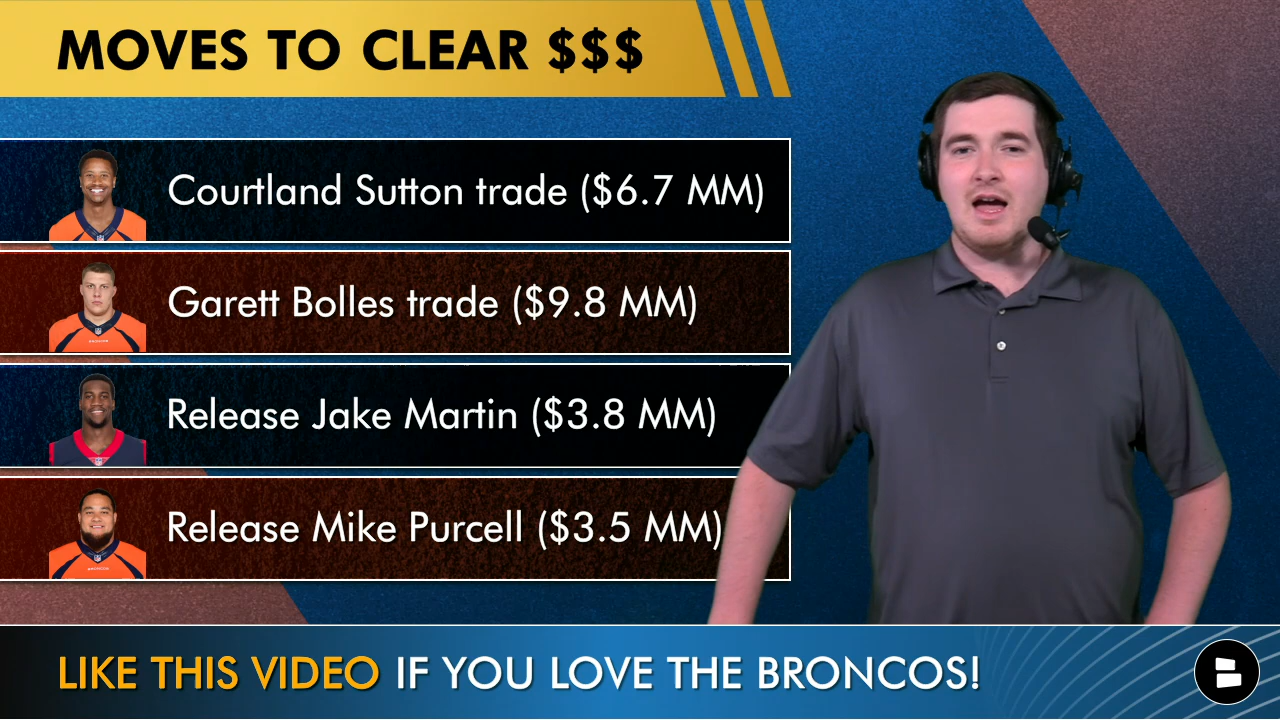 MOVES TO CLEAR $$$
Courtland Sutton trade ($6.7 MM)
Garett Bolles trade ($9.8 MM)
Release Jake Martin ($3.8 MM)
Release Mike Purcell ($3.5 MM)
LIKE THIS VIDEO IF YOU LOVE THE BRONCOS!